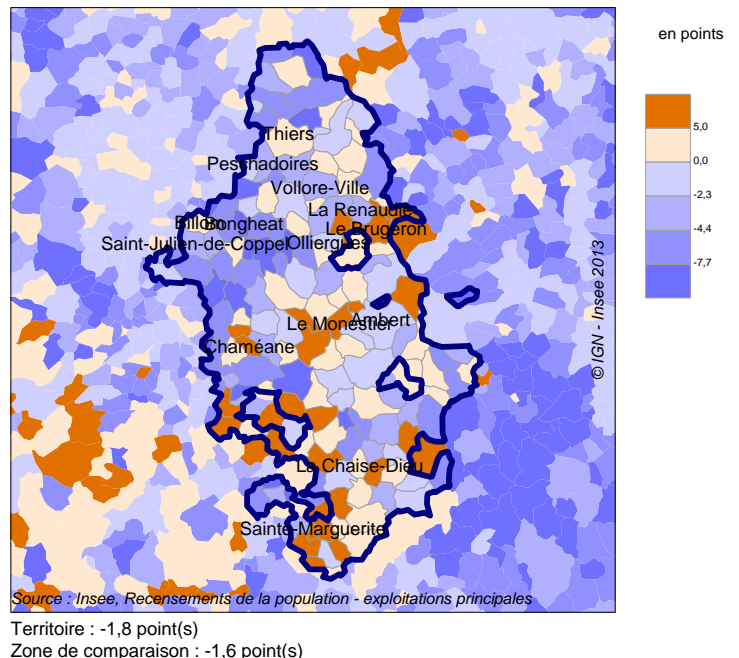 en points
5,0
0,0
-2,3
-4,4
-7,7
Thiers
Peschadoires
Vollore-Ville
La Renaudie
Billom
Bongheat
Le Brugeron
Saint-Julien-de-Coppel
Olliergues
Le Monestier
Ambert
Chaméane
La Chaise-Dieu
Sainte-Marguerite
© IGN - Insee 2013
Source : Insee, Recensements de la population - exploitations principales
Territoire : -1,8 point(s)
Zone de comparaison : -1,6 point(s)